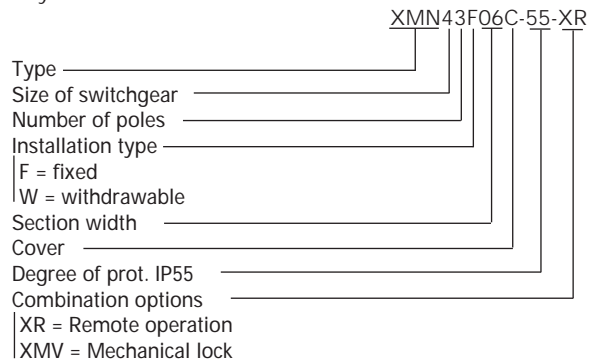 XMN43F06C-55-XR
Type
Size of switchgear
Number of poles
Installation type
F = fixed
W = withdrawable
Section width
Cover
Degree of prot. IP55
Combination options
XR = Remote operation
XMV = Mechanical lock